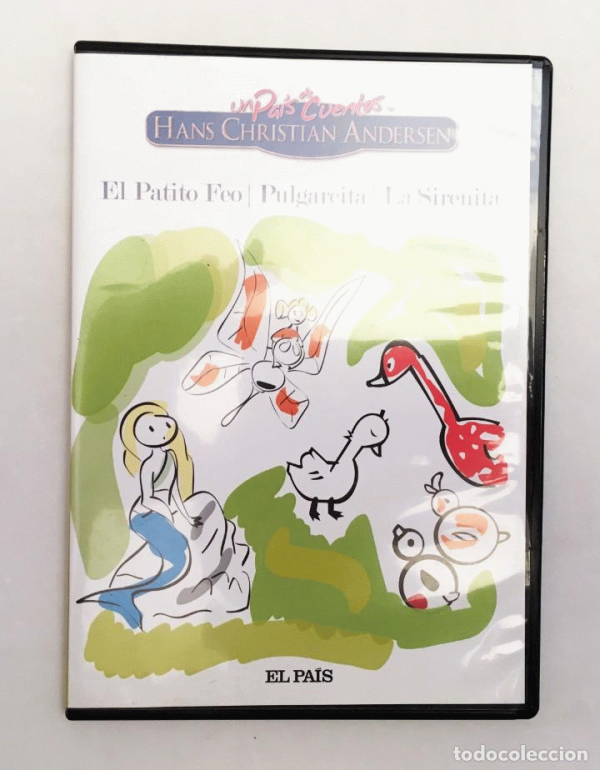 un País de Cuentos
HANS CHRISTIAN ANDERSEN
El Patito Feo | Pulgarcita | La Sirenita
EL PAÍS
todocoleccion